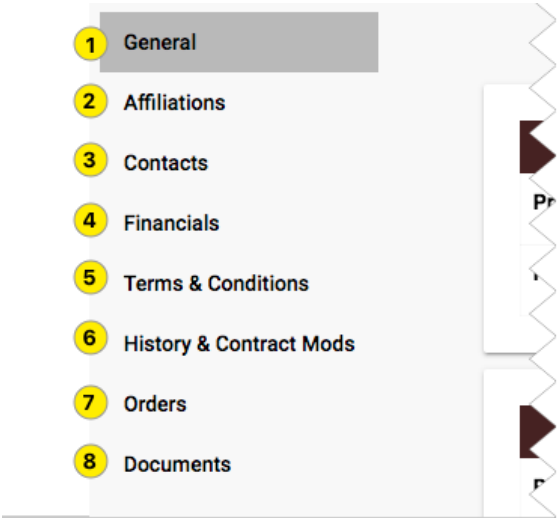 1 General
2 Affiliations
3 Contacts
4 Financials
5 Terms & Conditions
6 History & Contract Mods
7 Orders
8 Documents